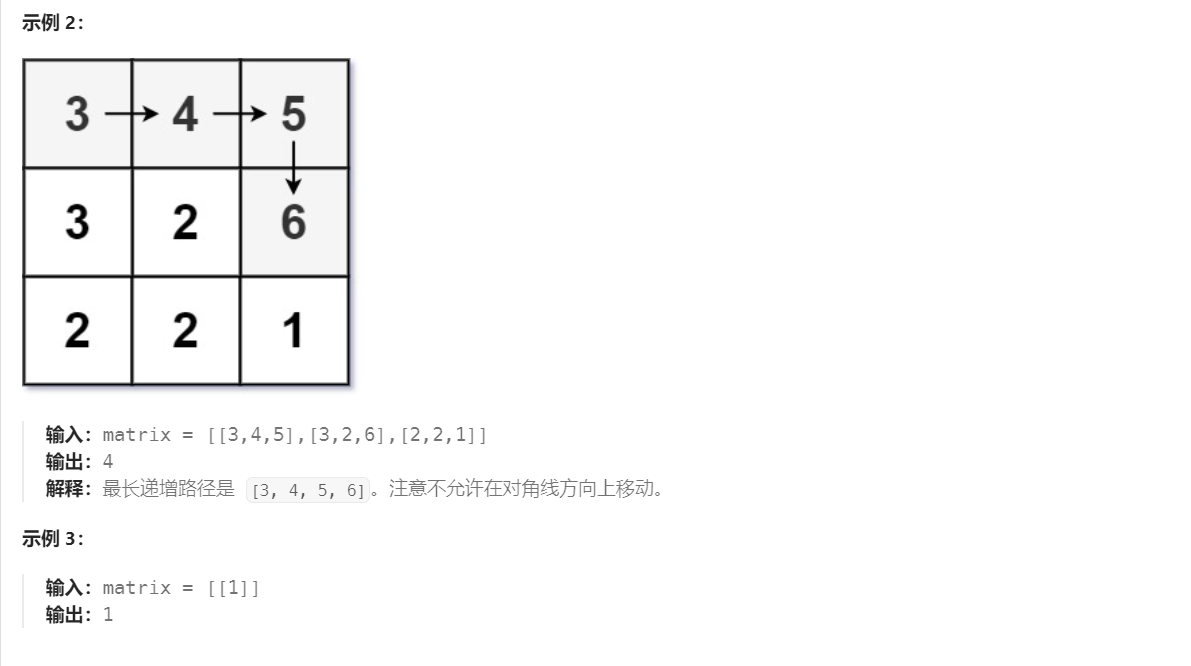 示例 2：
3 4 5
3 2 6
2 2 1
输入：matrix = [[3,4,5],[3,2,6],[2,2,1]]
输出：4
解释：最长递增路径是 [3, 4, 5, 6]。注意不允许在对角线方向上移动。
示例 3：
输入：matrix = [[1]]
输出：1